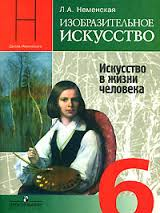 Л.А. Неменская
ИЗОБРАЗИТЕЛЬНОЕ
ИСКУССТВО
Искусство
в жизни
человека
6